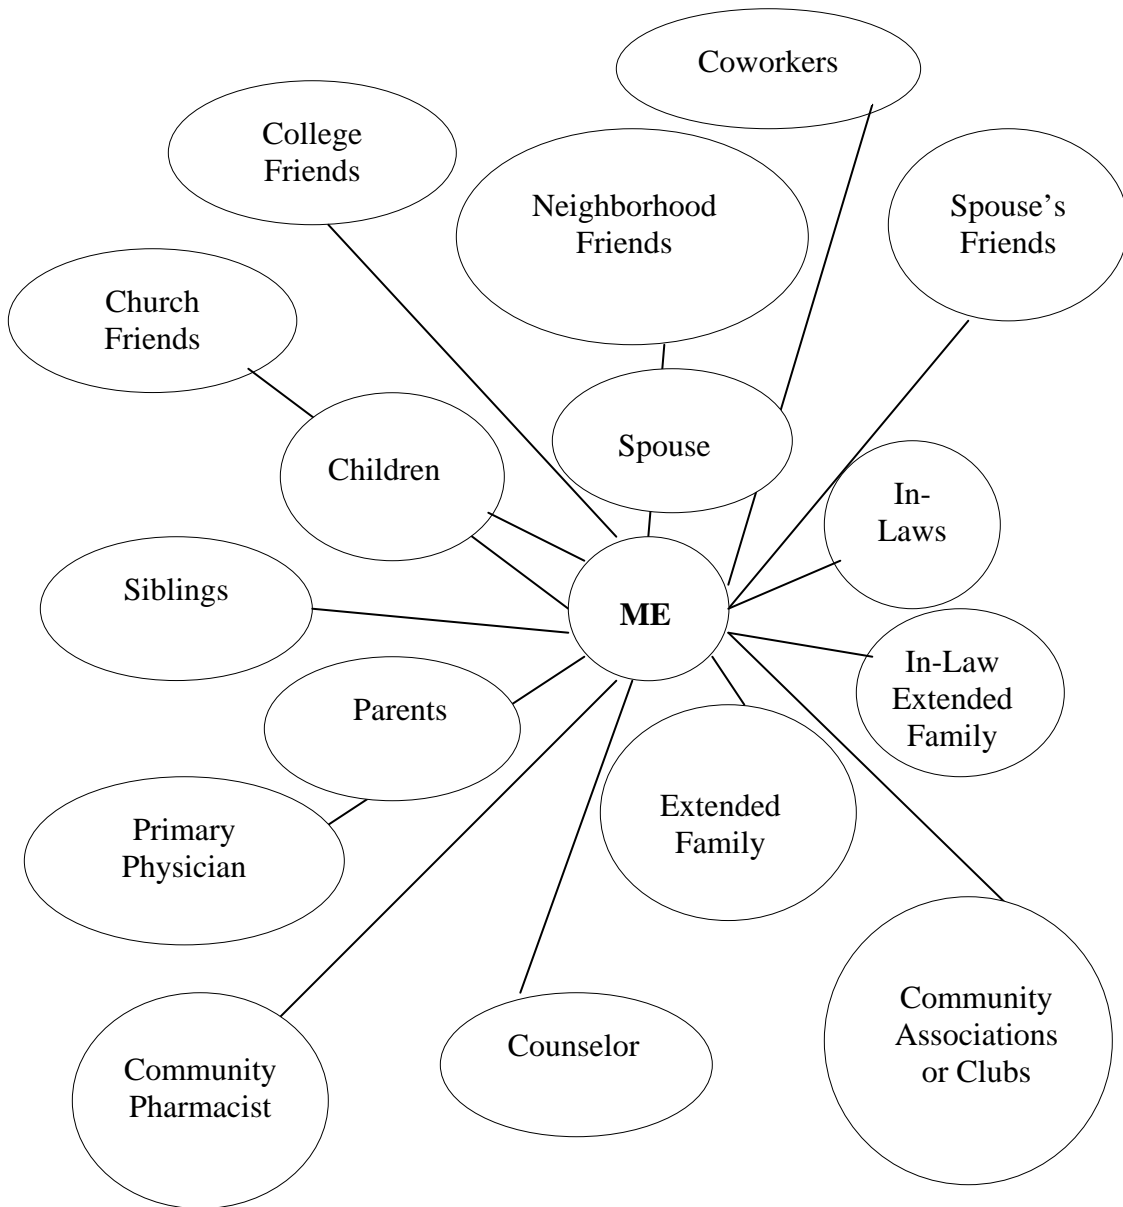 Coworkers
College
Friends
Neighborhood
Friends
Spouse’s
Friends
Church
Friends
Spouse
Children
In-
Laws
Siblings
ME
In-Law
Extended
Family
Parents
Extended
Family
Primary
Physician
Community
Associations
or Clubs
Counselor
Community
Pharmacist